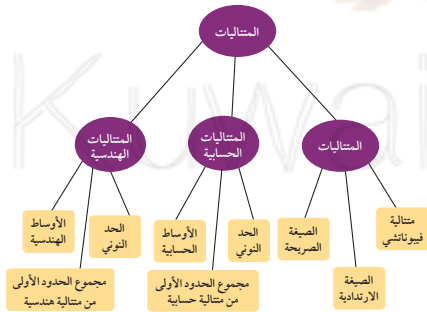 المتتاليات
المتتاليات
المتتاليات
الحسابية
المتتاليات
الهندسية
متتالية
فيبوناتشي
الصيغة
الارتدادية
الصيغة
الصريحة
الحد
النوني
مجموع الحدود الأولى
من متتالية حسابية
الأوساط
الحسابية
الحد
النوني
مجموع الحدود الأولى
من متتالية هندسية
الأوساط
الهندسية
Kuwai